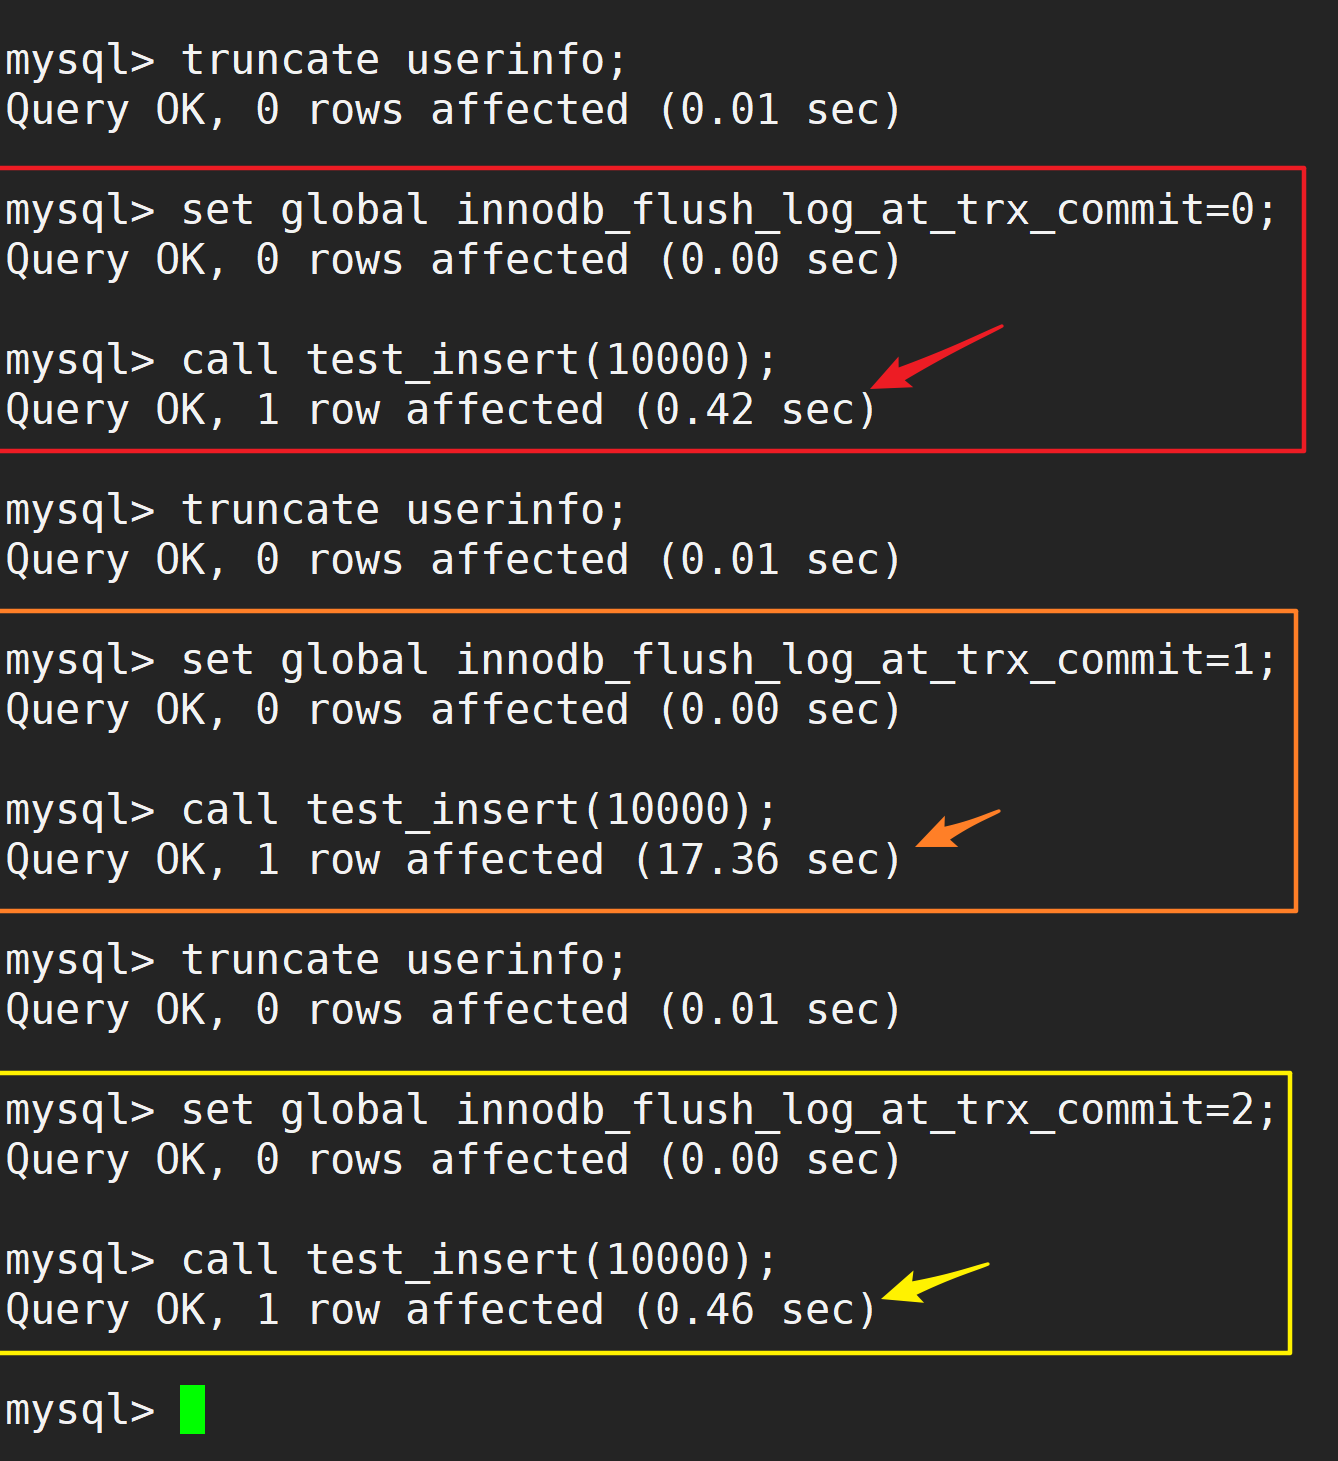 mysql> truncate userinfo;
Query OK, 0 rows affected (0.01 sec)
mysql> set global innodb_flush_log_at_trx_commit=0;
Query OK, 0 rows affected (0.00 sec)
mysql> call test_insert(10000);
Query OK, 1 row affected (0.42 sec)
mysql> truncate userinfo;
Query OK, 0 rows affected (0.01 sec)
mysql> set global innodb_flush_log_at_trx_commit=1;
Query OK, 0 rows affected (0.00 sec)
mysql> call test_insert(10000);
Query OK, 1 row affected (17.36 sec)
mysql> truncate userinfo;
Query OK, 0 rows affected (0.01 sec)
mysql> set global innodb_flush_log_at_trx_commit=2;
Query OK, 0 rows affected (0.00 sec)
mysql> call test_insert(10000);
Query OK, 1 row affected (0.46 sec)
mysql>